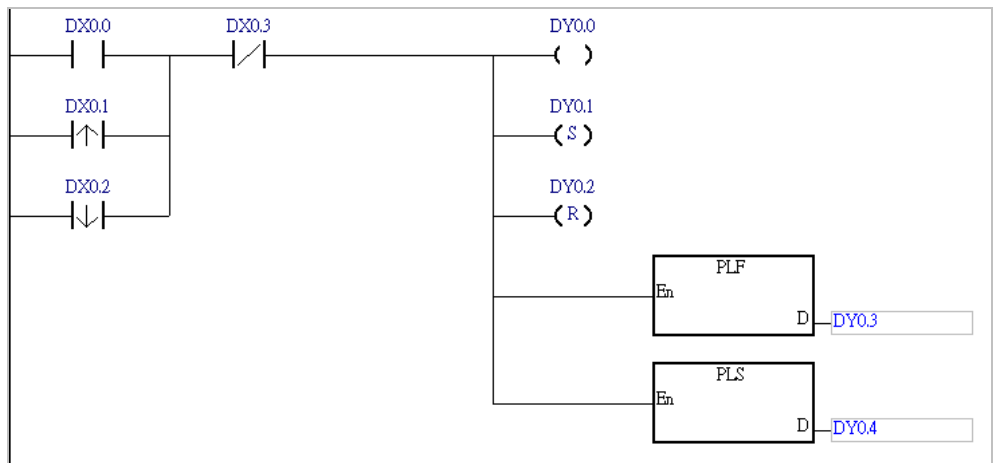 DX0.0 DX0.3 DY0.0
DX0.1 DY0.1
S
DX0.2 DY0.2
R
PLF
En
D DY0.3
PLS
En
D DY0.4